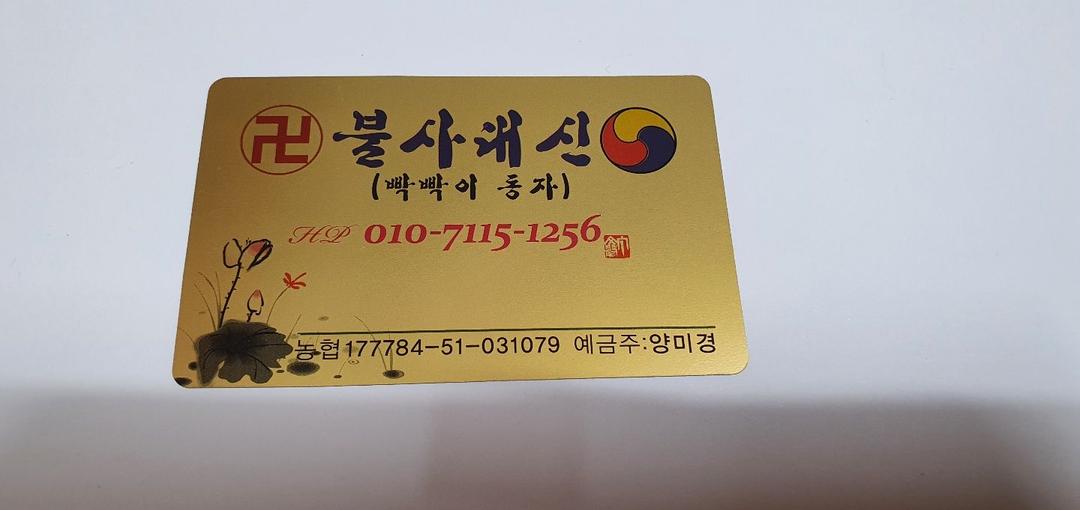 卍 불사대신
(빡빡이 동자)
HP 010-7115-1256
농협177784-51-031079 예금주:양미경